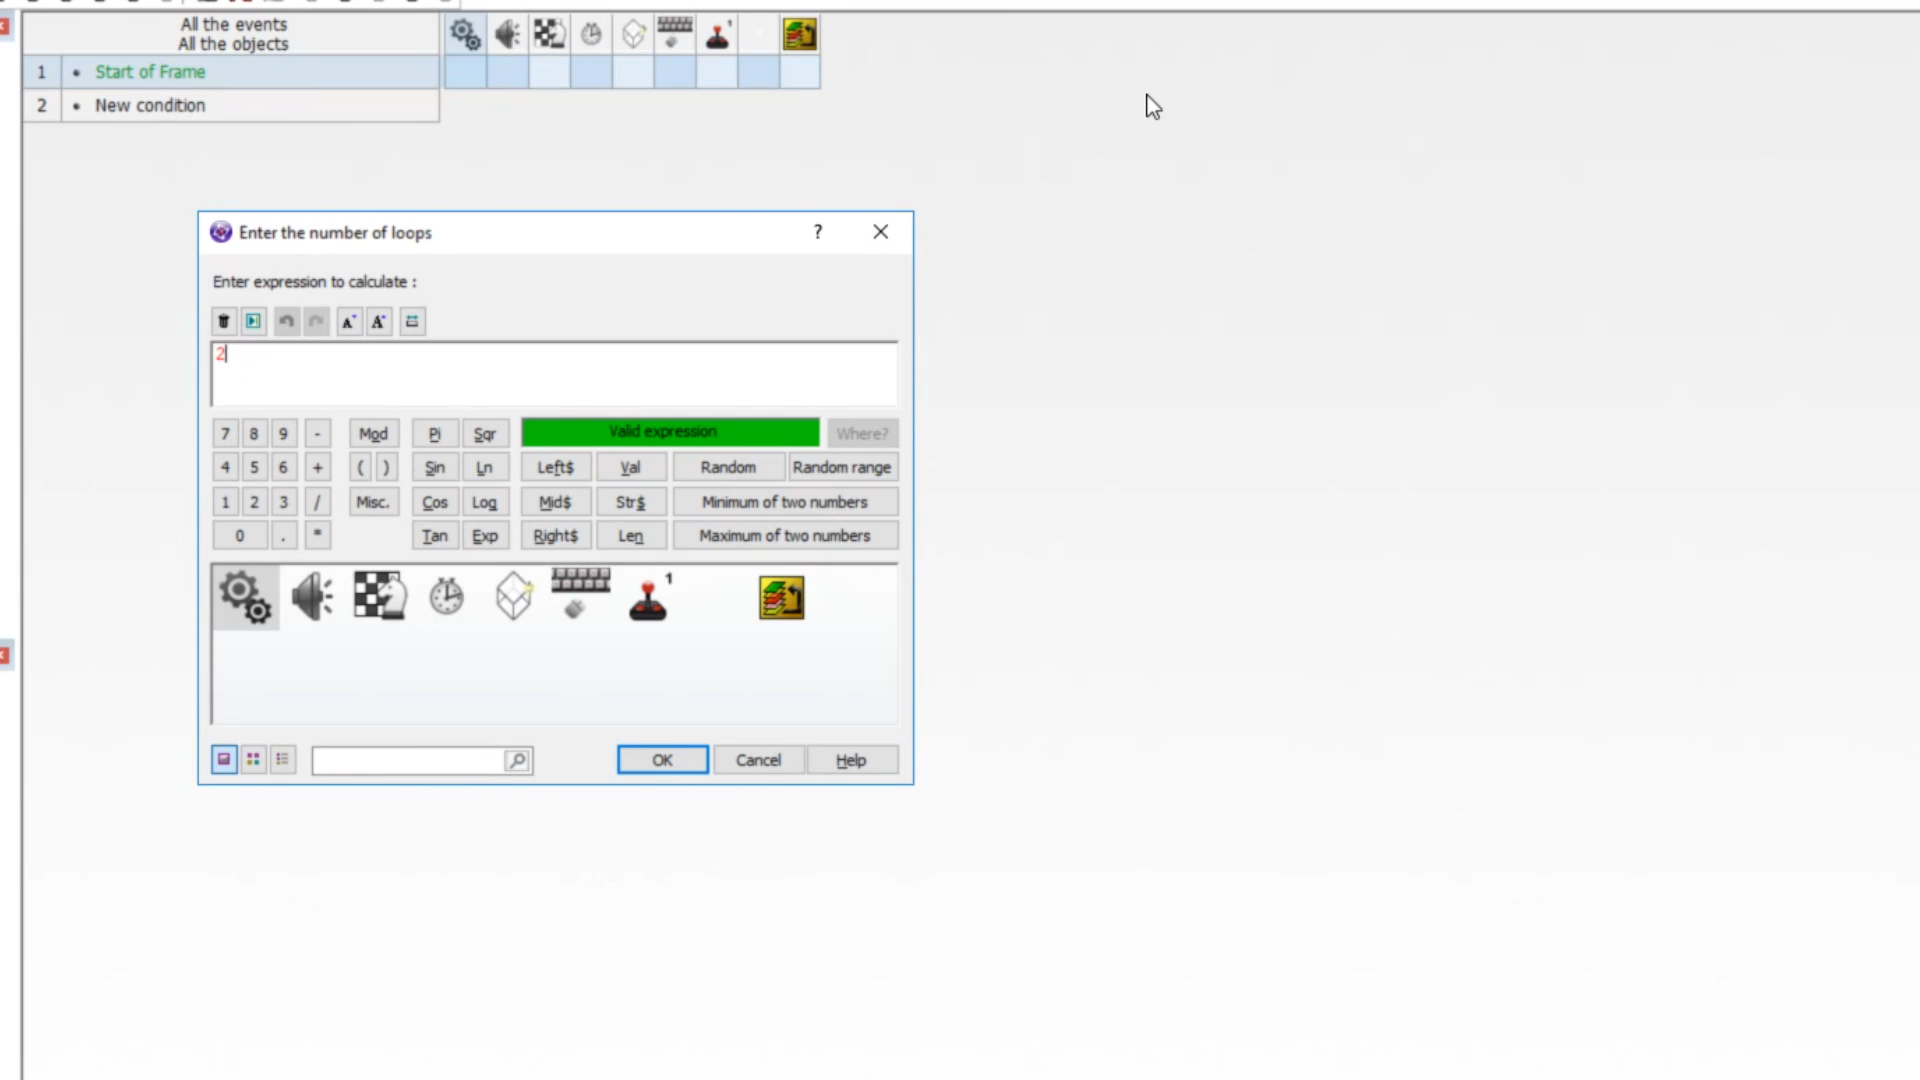 All the events
All the objects
1 • Start of Frame
2 • New condition
Enter the number of loops ?
Enter expression to calculate :
A A
2
7 8 9 - Mod Pi Sqr Valid expression Where?
4 5 6 + ( ) Sin Ln Left$ Val Random Random range
1 2 3 / Misc. Cos Log Mid$ Str$ Minimum of two numbers
0 . * Tan Exp Right$ Len Maximum of two numbers
1
OK Cancel Help